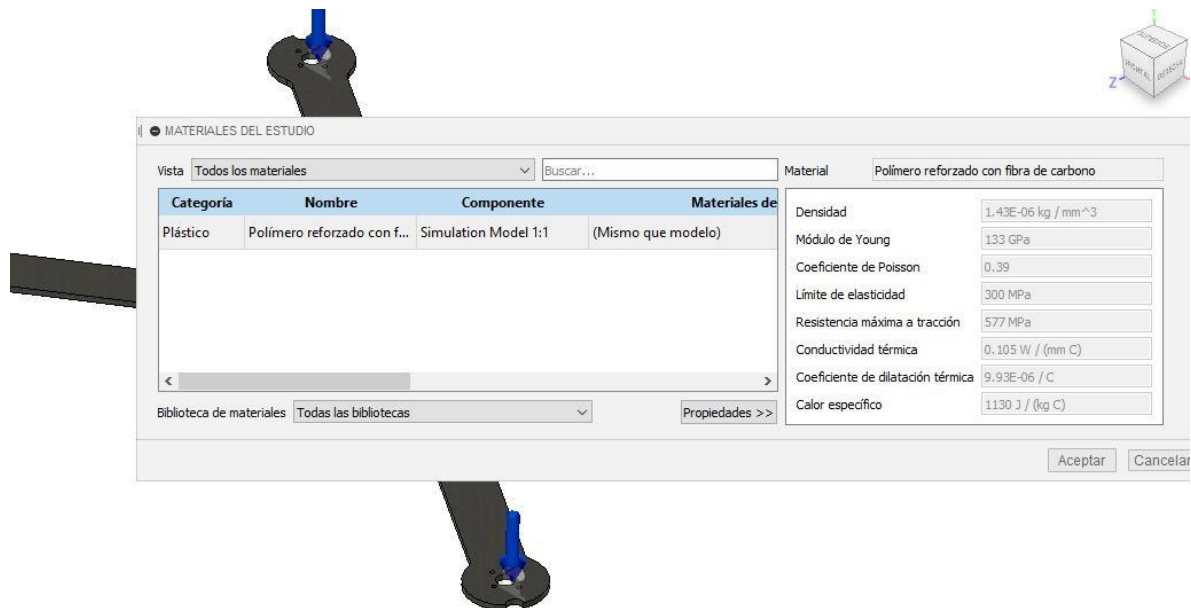 Y
Z
SUPERIOR
FRONTAL
DERECHA
MATERIALES DEL ESTUDIO
Vista Todos los materiales Buscar... Material Polímero reforzado con fibra de carbono
Categoría Nombre Componente Materiales de
Plástico Polímero reforzado con f... Simulation Model 1:1 (Mismo que modelo)
Densidad 1.43E-06 kg / mm^3
Módulo de Young 133 GPa
Coeficiente de Poisson 0.39
Límite de elasticidad 300 MPa
Resistencia máxima a tracción 577 MPa
Conductividad térmica 0.105 W / (mm C)
Coeficiente de dilatación térmica 9.93E-06 / C
Calor específico 1130 J / (kg C)
Biblioteca de materiales Todas las bibliotecas Propiedades >>
Aceptar Cancelar